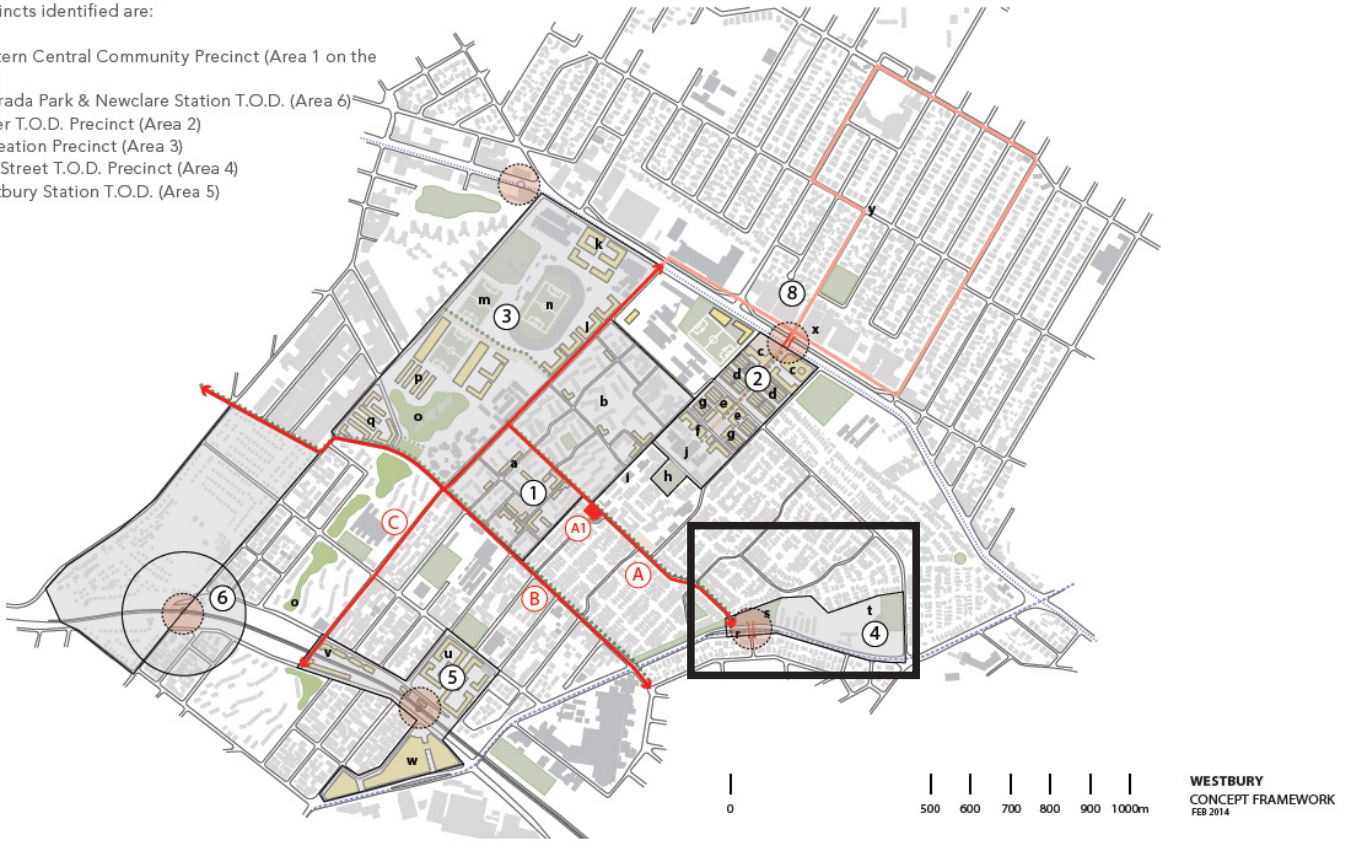 incts identified are:
tern Central Community Precinct (Area 1 on the
rada Park & Newclare Station T.O.D. (Area 6)
er T.O.D. Precinct (Area 2)
eation Precinct (Area 3)
Street T.O.D. Precinct (Area 4)
tbury Station T.O.D. (Area 5)
k
y
m
3
n
8
l
x
c
c
d
2
d
p
b
g
e
e
o
q
f
g
j
a
i
h
1
C
A1
A
B
6
o
s
t
r
4
v
u
5
w
0
500 600 700 800 900 1000m
WESTBURY
CONCEPT FRAMEWORK
FEB 2014